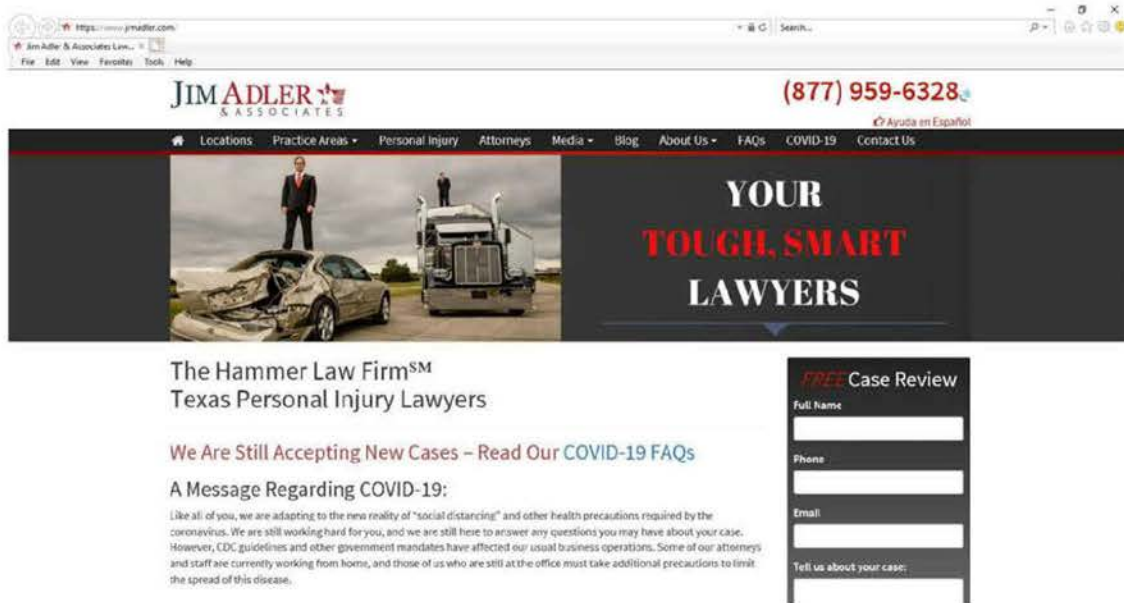 https://www.jimadler.com
Search...
Jim Adler & Associates Law...
File Edit View Favorites Tools Help
JIM ADLER
& ASSOCIATES
(877) 959-6328
Ayuda en Español
Locations Practice Areas Personal Injury Attorneys Media Blog About Us FAQs COVID-19 Contact Us
YOUR
TOUGH, SMART
LAWYERS
The Hammer Law Firm℠
Texas Personal Injury Lawyers
We Are Still Accepting New Cases – Read Our COVID-19 FAQs
A Message Regarding COVID-19:
Like all of you, we are adapting to the new reality of "social distancing" and other health precautions required by the
coronavirus. We are still working hard for you, and we are still here to answer any questions you may have about your case.
However, CDC guidelines and other government mandates have affected our usual business operations. Some of our attorneys
and staff are currently working from home, and those of us who are still at the office must take additional precautions to limit
the spread of this disease.
FREE Case Review
Full Name
Phone
Email
Tell us about your case: